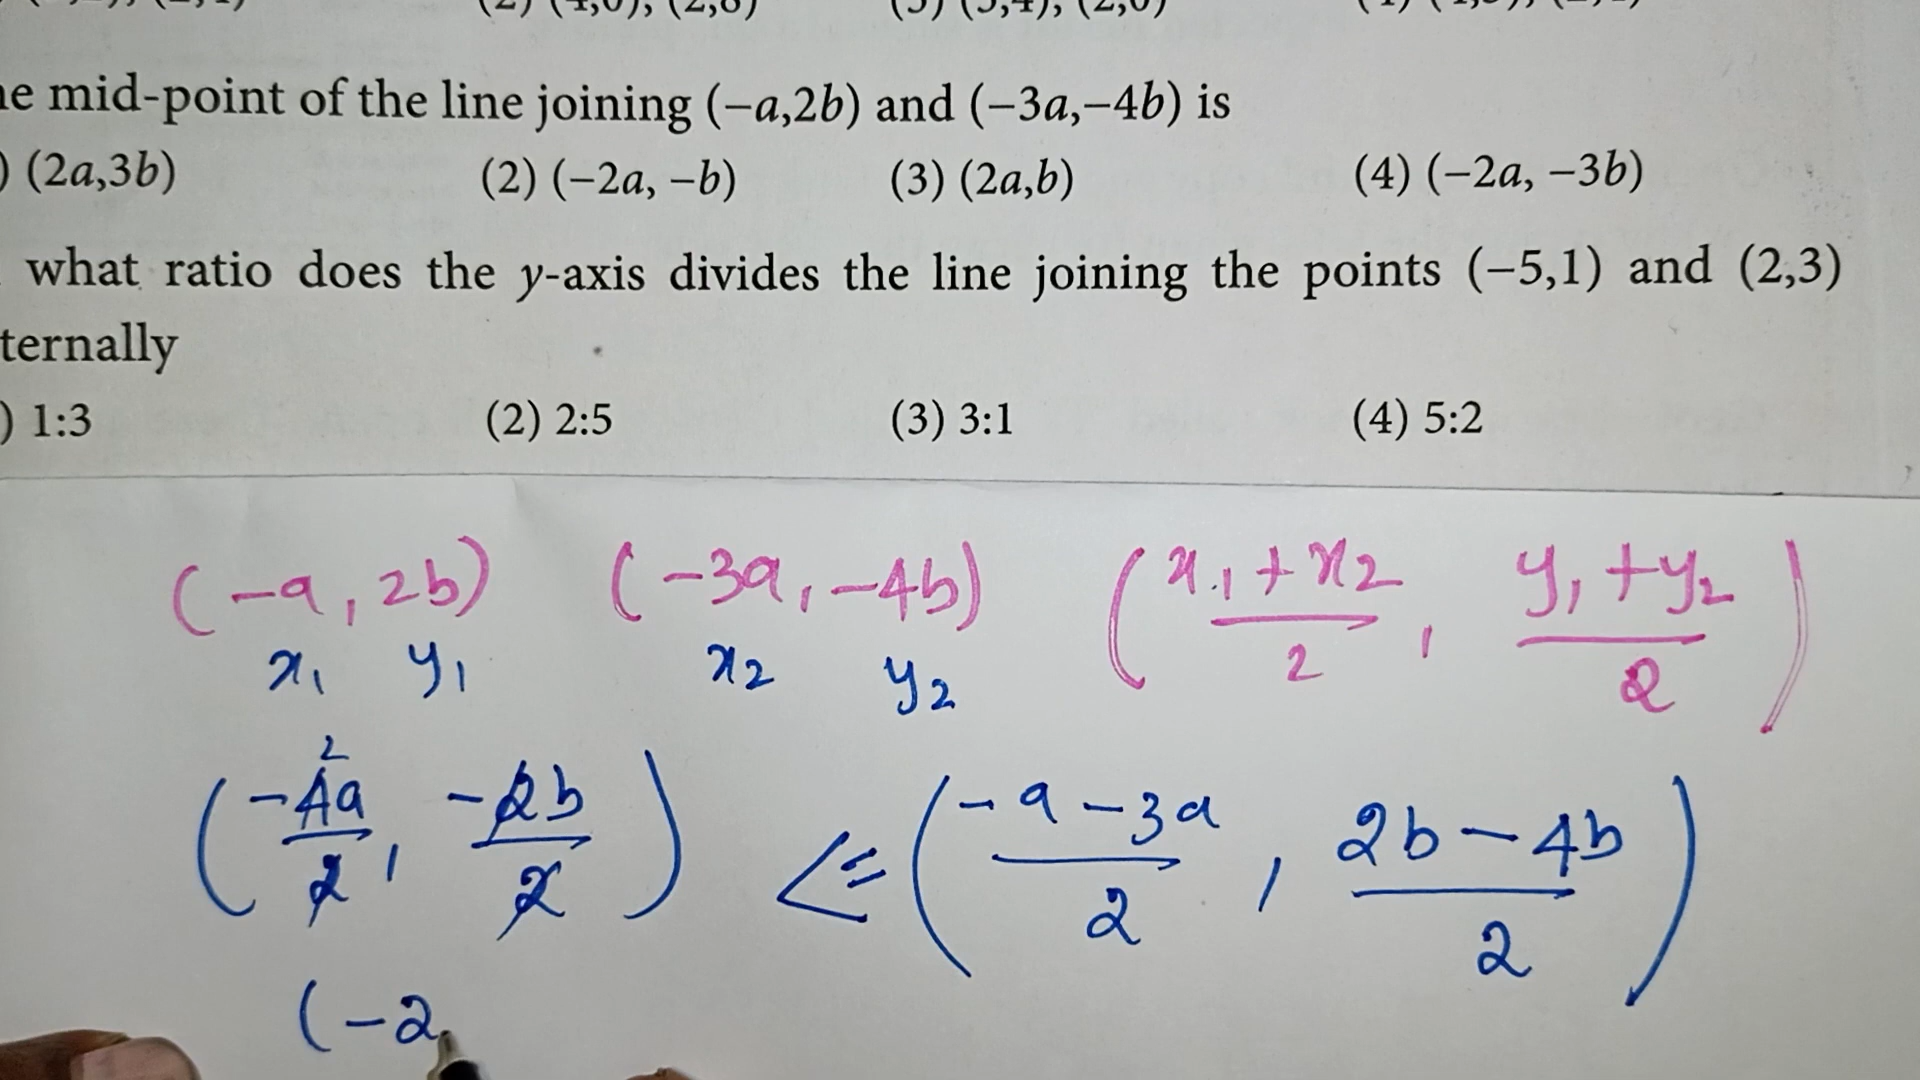 mid-point of the line joining (−a,2b) and (−3a,−4b) is
) (2a,3b) (2) (−2a, −b) (3) (2a,b) (4) (−2a, −3b)
what ratio does the y-axis divides the line joining the points (−5,1) and (2,3)
ternally
) 1:3 (2) 2:5 (3) 3:1 (4) 5:2
(-a, 2b) (-3a, -4b) (x1+x2/2, y1+y2/2)
x1 y1 x2 y2
(-4a/2, -2b/2) <= (-a-3a/2, 2b-4b/2)
2
(-2